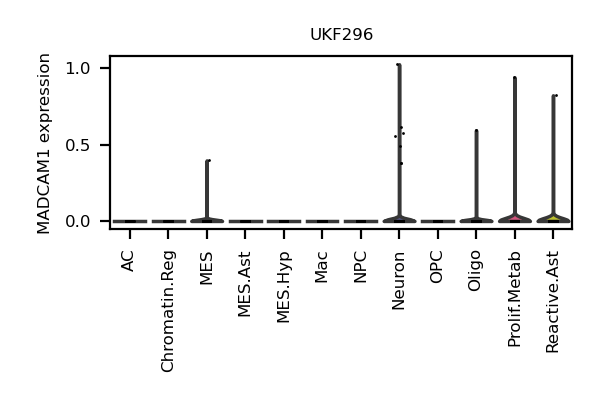 UKF296
MADCAM1 expression
1.0
0.5
0.0
AC
Chromatin.Reg
MES
MES.Ast
MES.Hyp
Mac
NPC
Neuron
OPC
Oligo
Prolif.Metab
Reactive.Ast